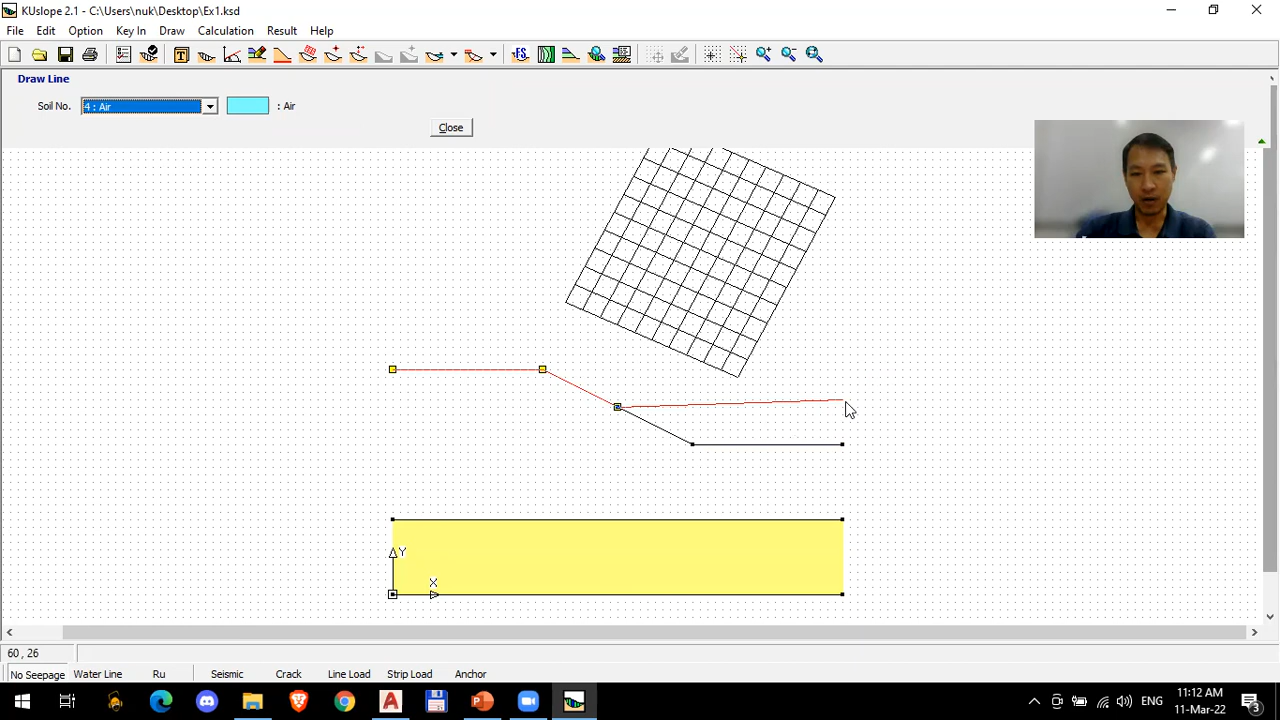 KUslope 2.1 - C:\Users\nuk\Desktop\Ex1.ksd
File Edit Option Key In Draw Calculation Result Help
T FS
Draw Line
Soil No. 4 : Air : Air
Close
Y
X
60 , 26
No Seepage Water Line Ru Seismic Crack Line Load Strip Load Anchor
A P ENG 11:12 AM
11-Mar-22 3